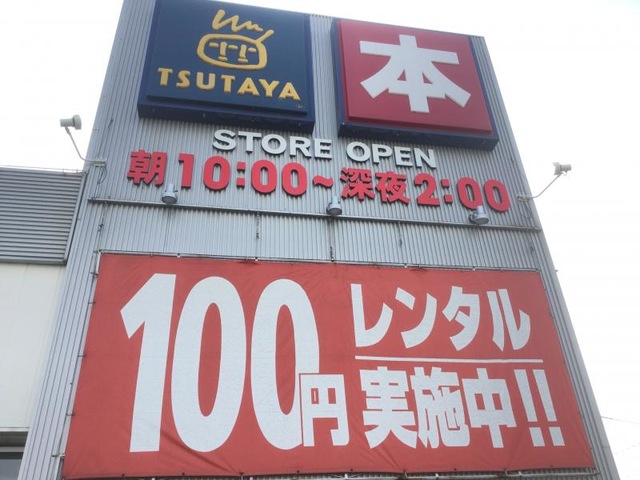 TSUTAYA
本
STORE OPEN
朝10:00~深夜2:00
100円
レンタル
実施中!!